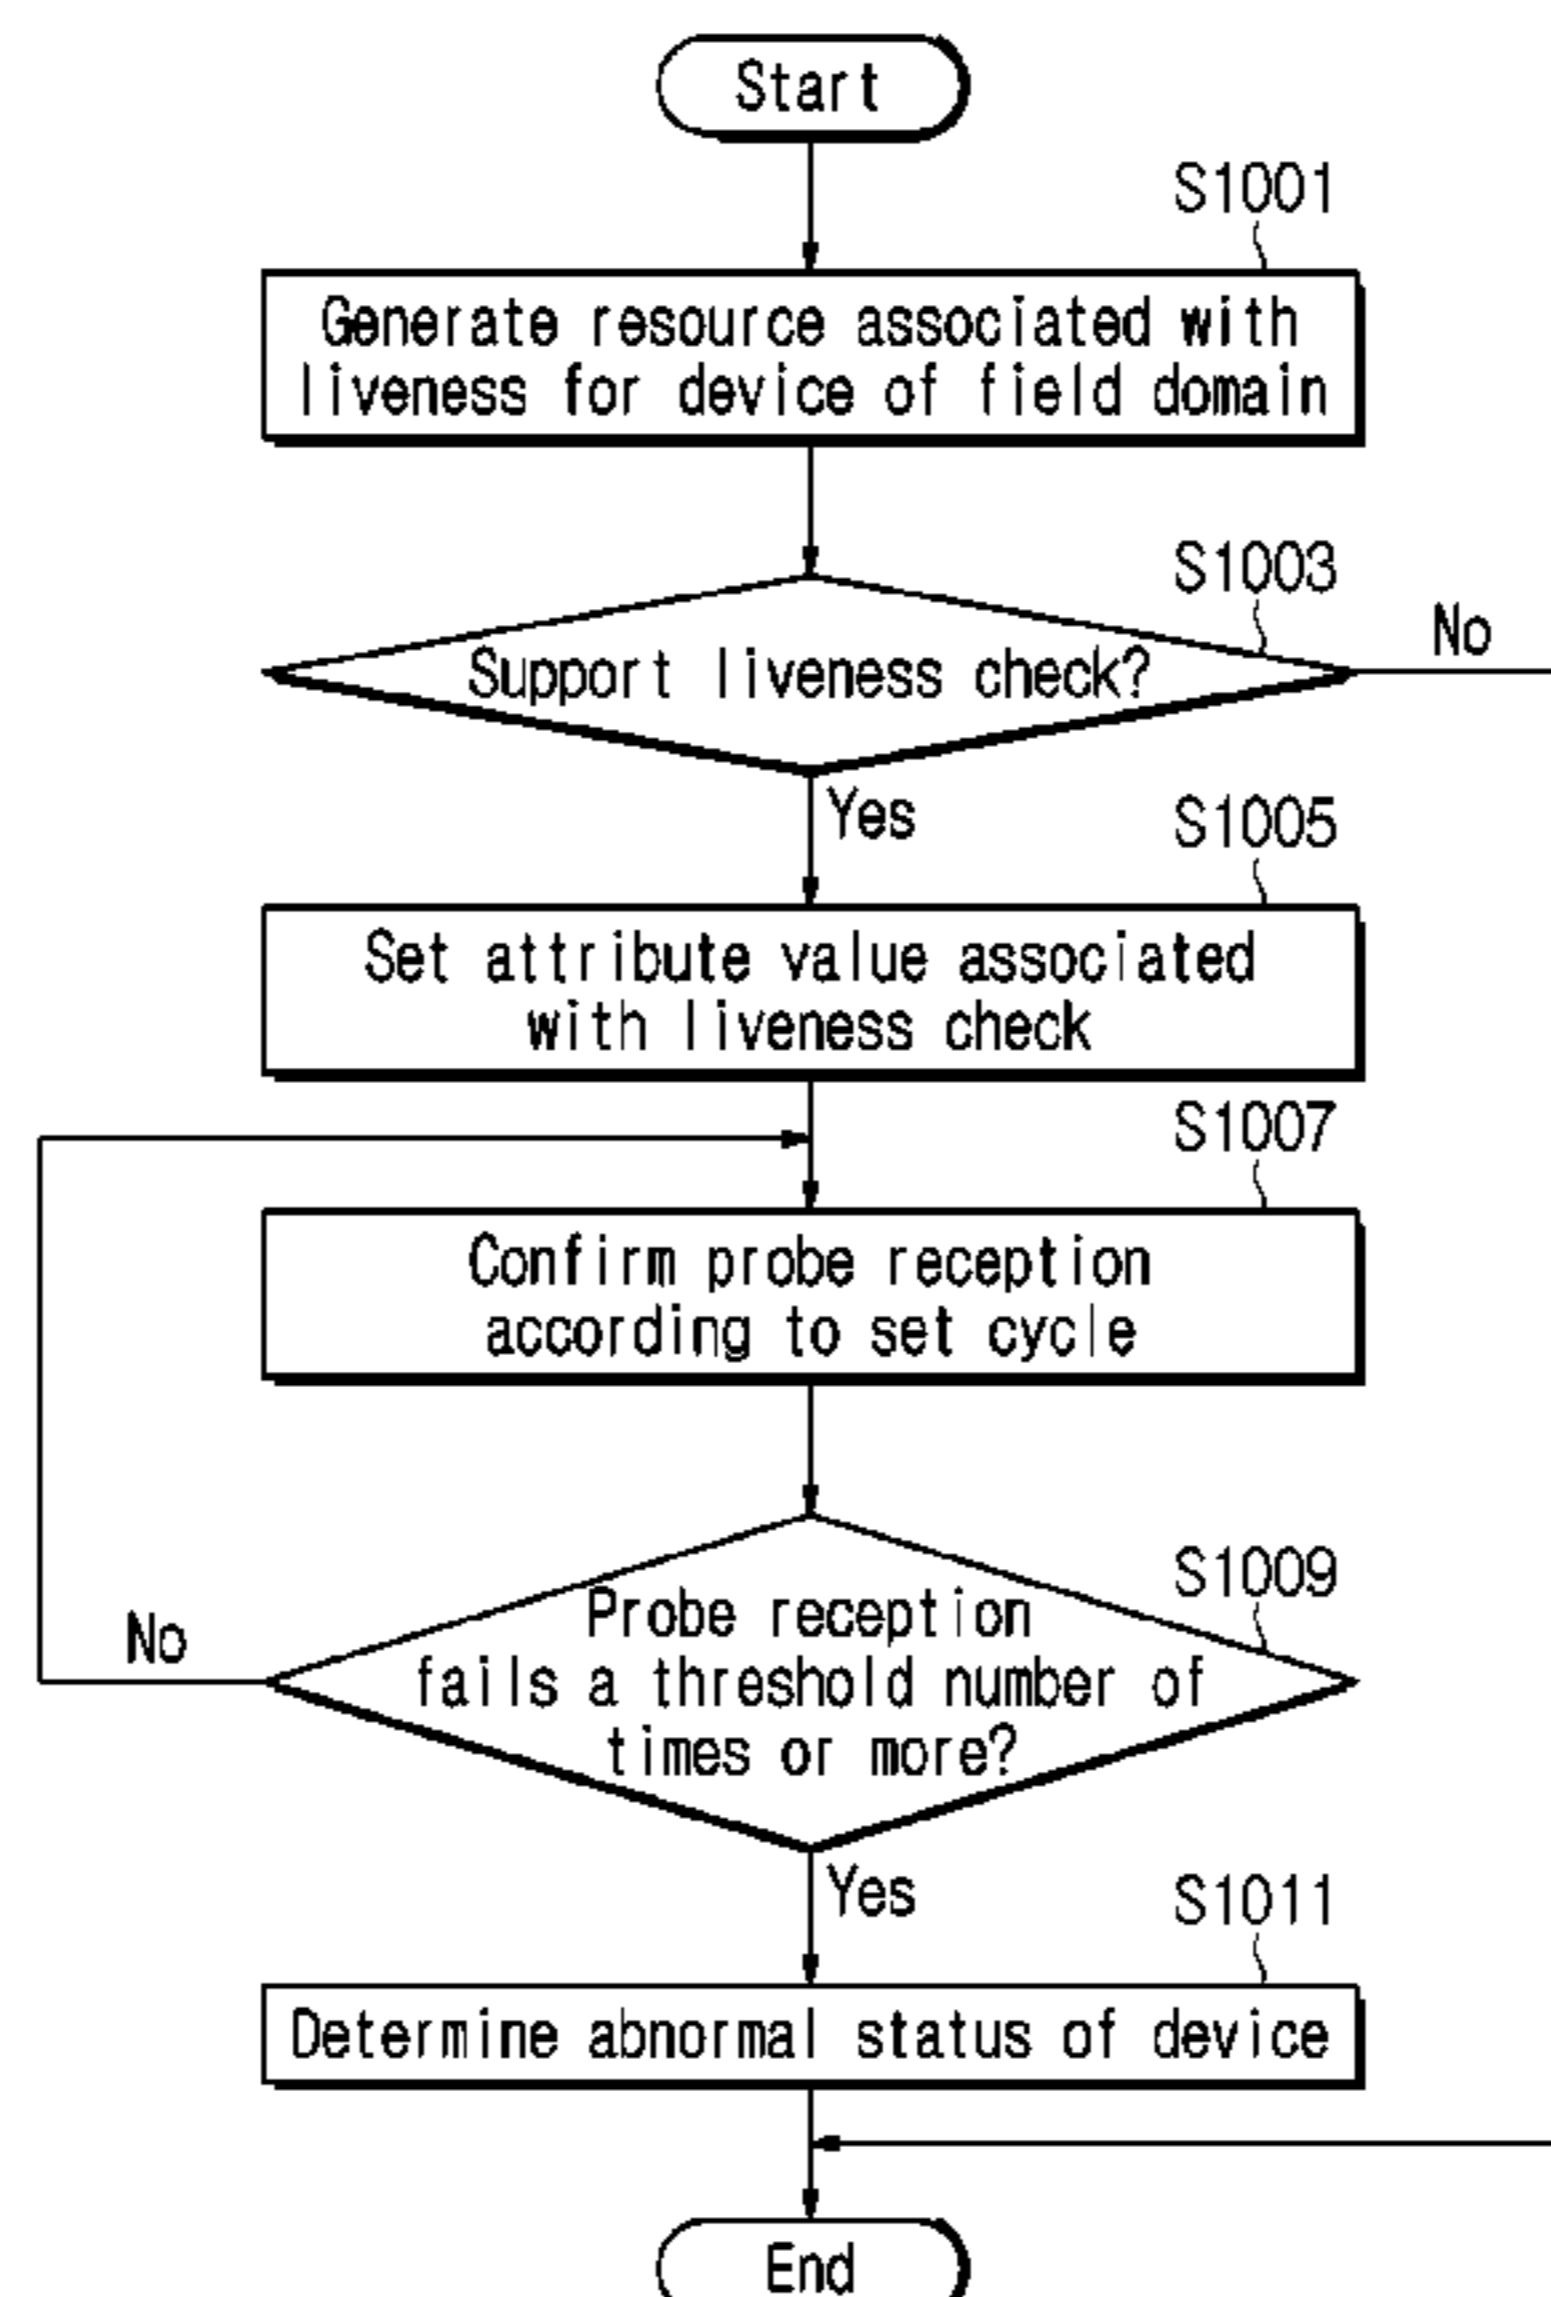 Start
S1001
Generate resource associated with
liveness for device of field domain
S1003
No
Support liveness check?
Yes
S1005
Set attribute value associated
with liveness check
S1007
Confirm probe reception
according to set cycle
S1009
No
Probe reception
fails a threshold number of
times or more?
Yes
S1011
Determine abnormal status of device
End